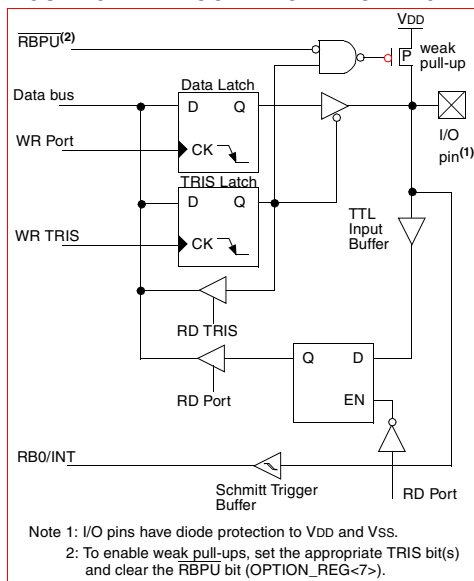 VDD
RBPU(2)
P
weak
pull-up
Data Latch
Data bus
D Q
I/O
pin(1)
WR Port
CK
TRIS Latch
D Q
TTL
Input
Buffer
WR TRIS
CK
RD TRIS
Q D
RD Port
EN
RB0/INT
Schmitt Trigger
Buffer
RD Port
Note 1: I/O pins have diode protection to VDD and VSS.
2: To enable weak pull-ups, set the appropriate TRIS bit(s)
and clear the RBPU bit (OPTION_REG<7>).